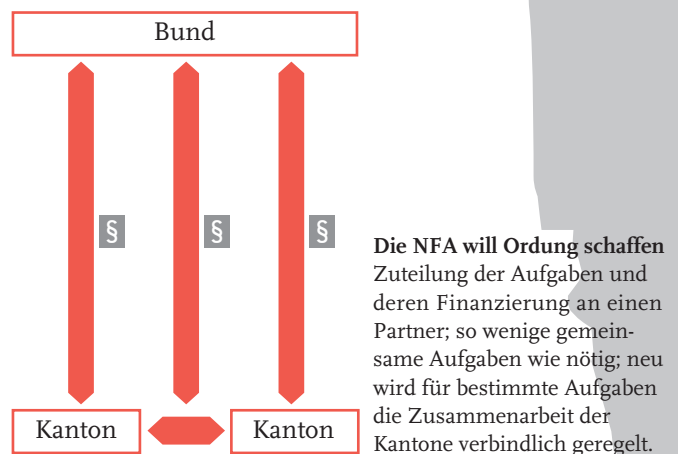 Bund
§ § §
Kanton Kanton
Die NFA will Ordung schaffen
Zuteilung der Aufgaben und
deren Finanzierung an einen
Partner; so wenige gemein-
same Aufgaben wie nötig; neu
wird für bestimmte Aufgaben
die Zusammenarbeit der
Kantone verbindlich geregelt.